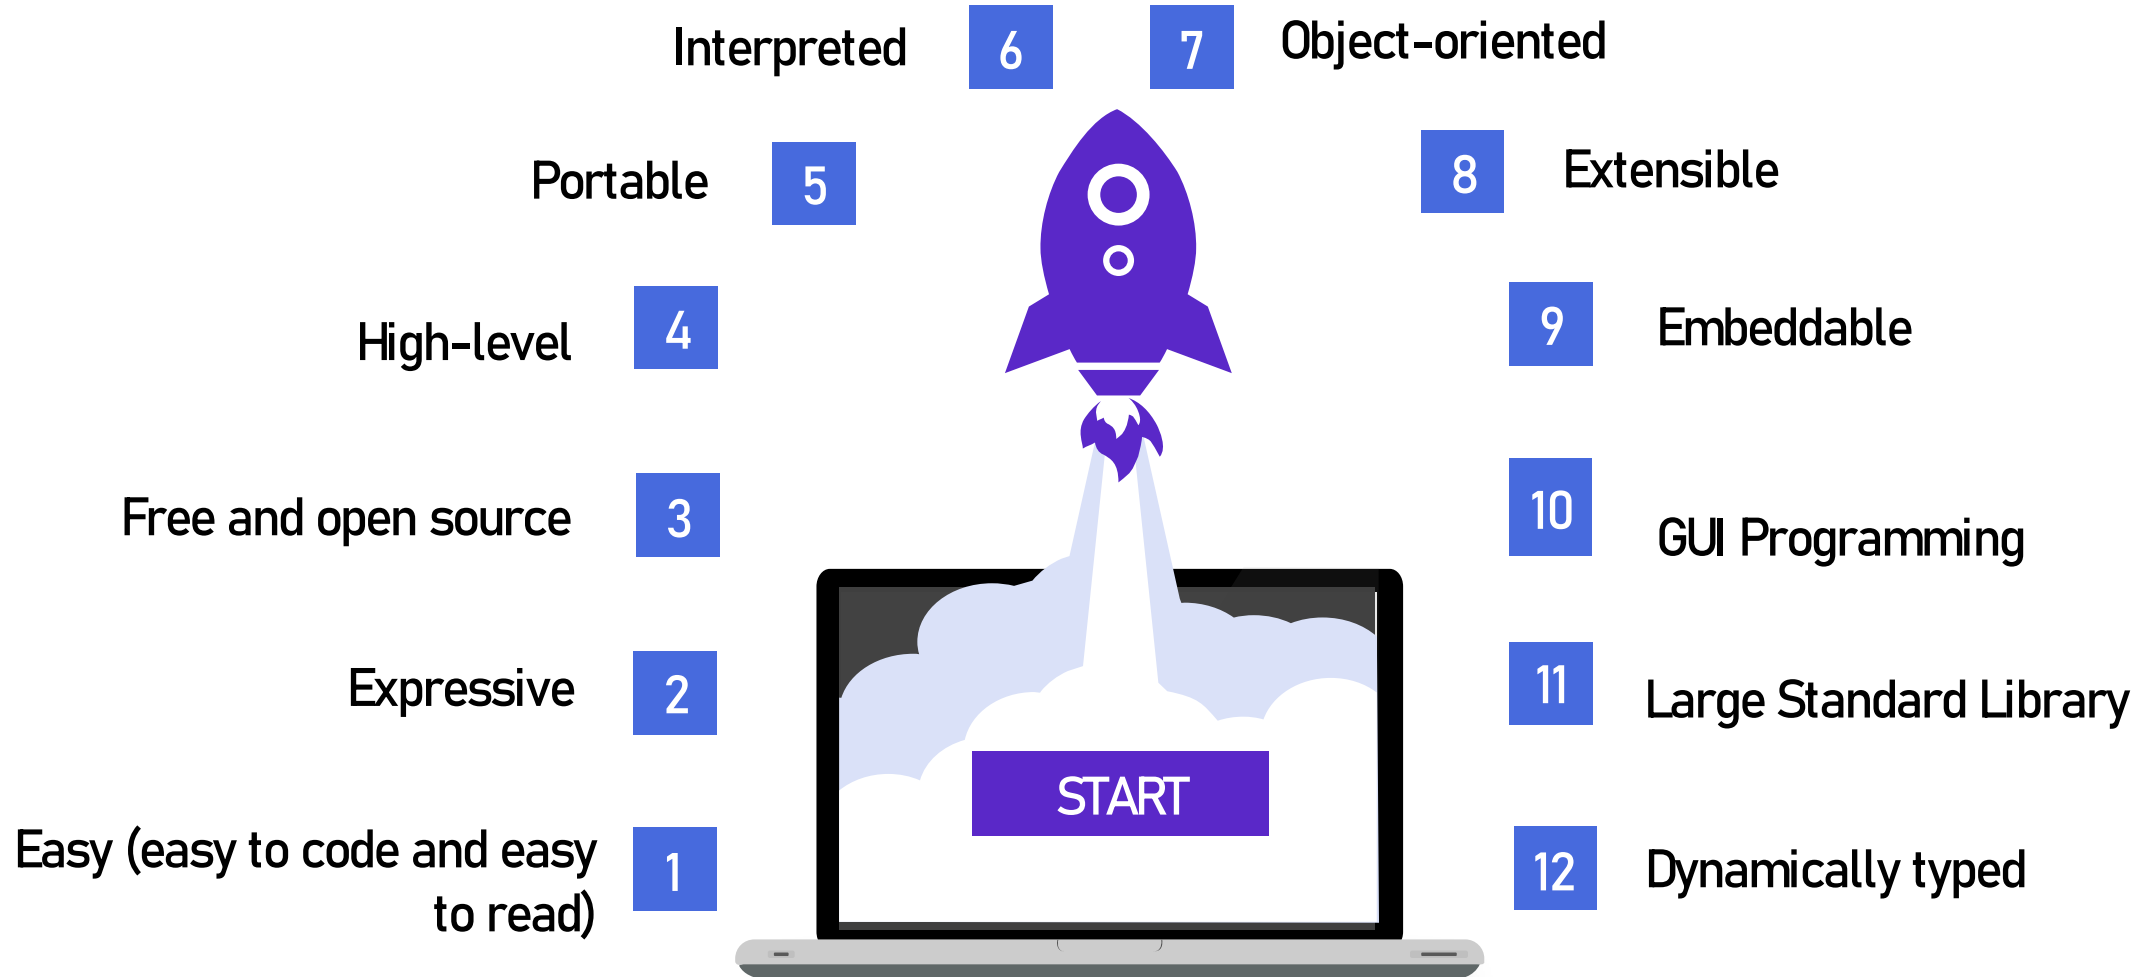 Interpreted
6
7
Object-oriented
Portable
5
8
Extensible
High-level
4
9
Embeddable
Free and open source
3
10
GUI Programming
Expressive
2
11
Large Standard Library
START
Easy (easy to code and easy
to read)
1
12
Dynamically typed